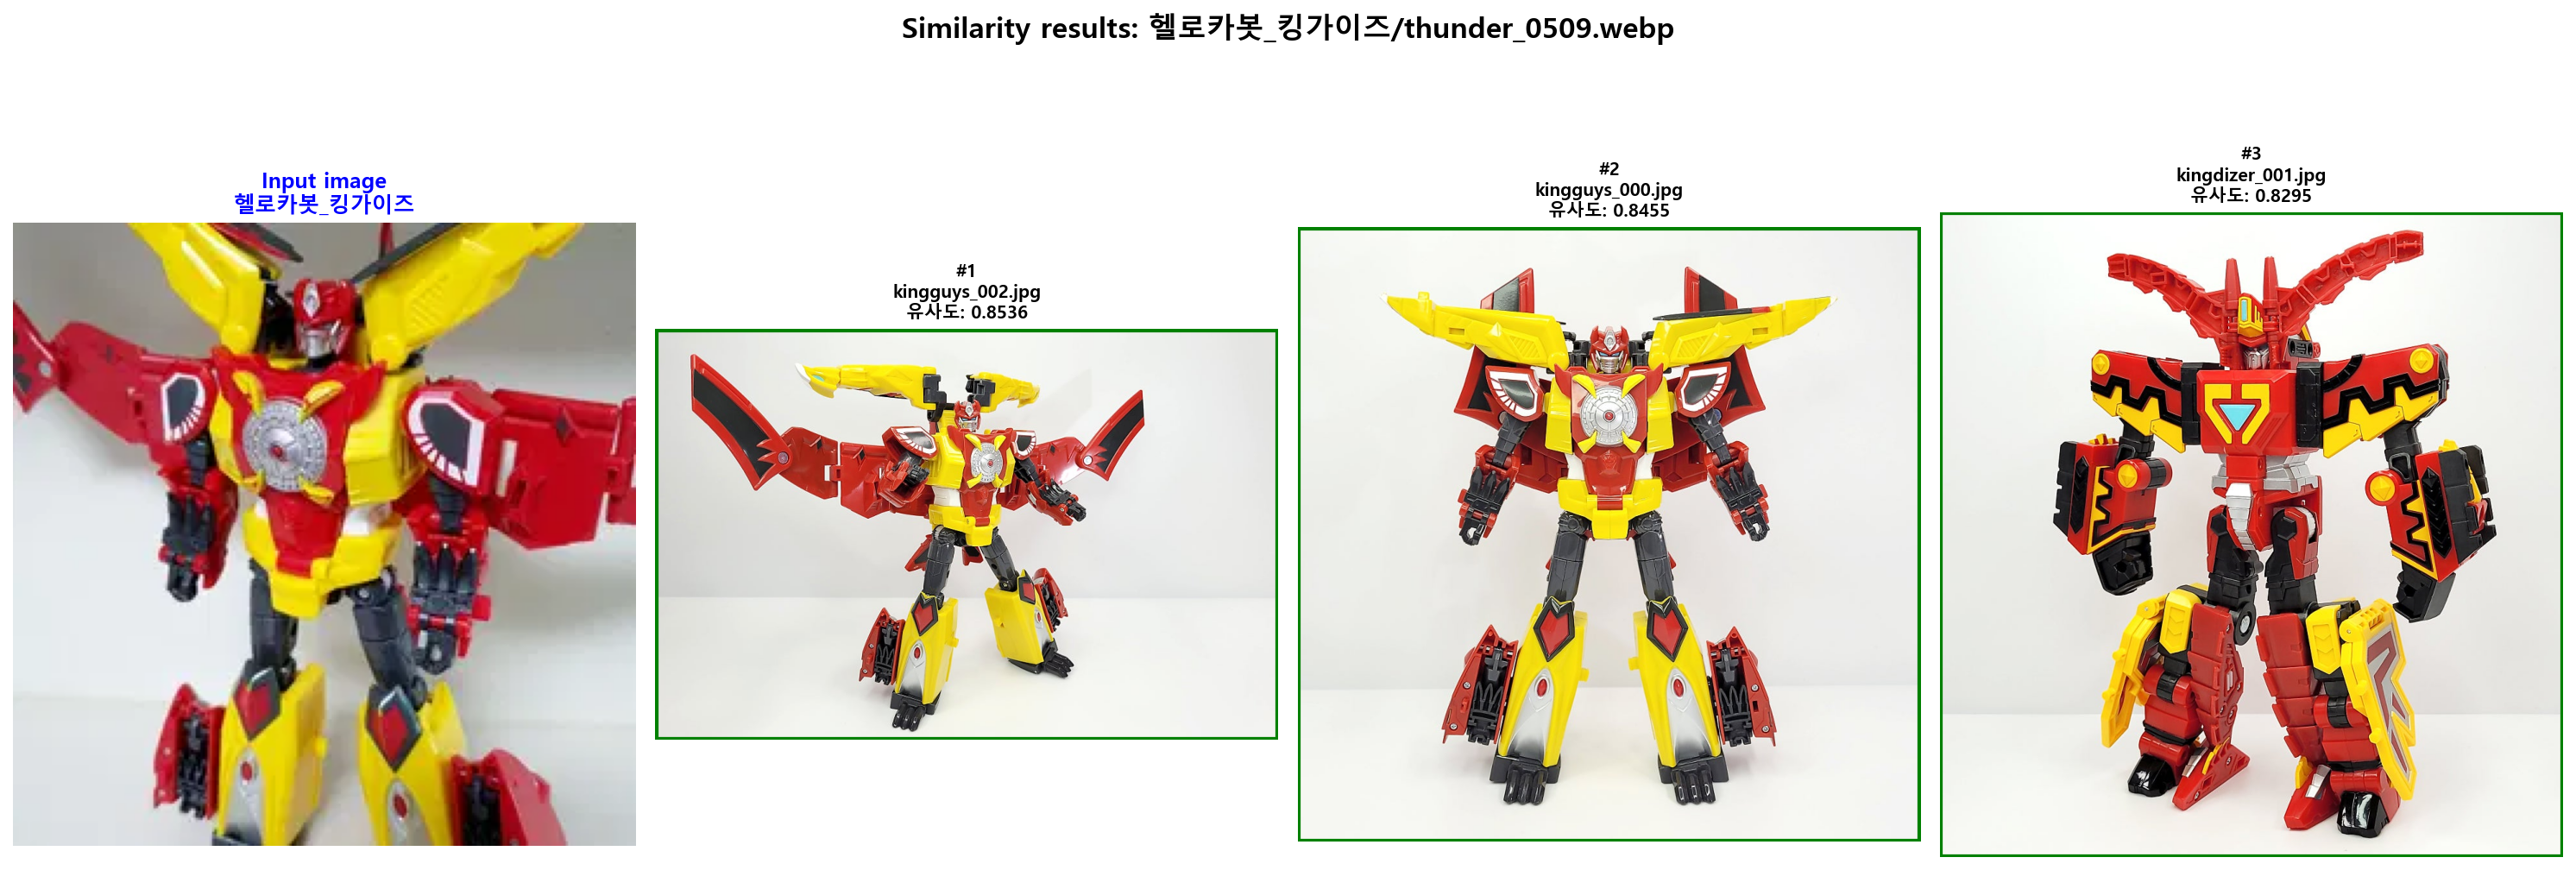 Similarity results: 헬로카봇_킹가이즈/thunder_0509.webp
Input image
헬로카봇_킹가이즈
#1
kingguys_002.jpg
유사도: 0.8536
#2
kingguys_000.jpg
유사도: 0.8455
#3
kingdizer_001.jpg
유사도: 0.8295